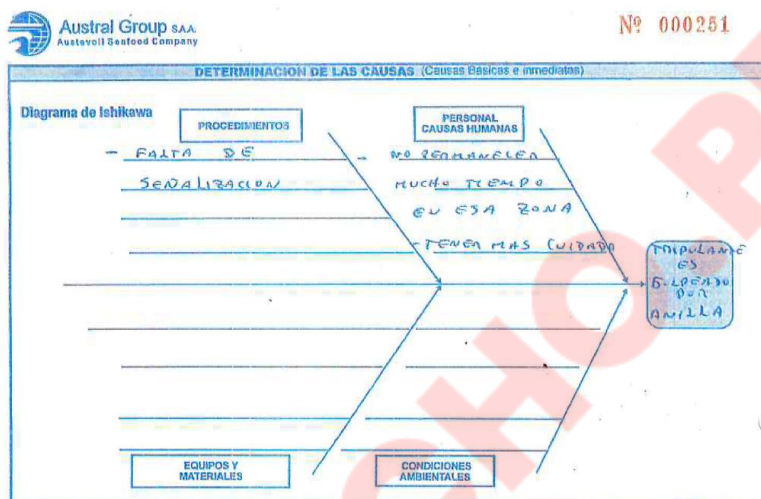 Austral Group S.A.A.
Austevoll Seafood Company
Nº 000251
DETERMINACION DE LAS CAUSAS (Causas Básicas e inmediatas)
Diagrama de Ishikawa
PROCEDIMIENTOS
PERSONAL
CAUSAS HUMANAS
- FALTA DE
SEÑALIZACION
- NO PERMANECER
MUCHO TIEMPO
EN ESA ZONA
- TENER MAS CUIDADO
TRIPULANTE
ES
GOLPEADO
POR
ANILLA
EQUIPOS Y
MATERIALES
CONDICIONES
AMBIENTALES